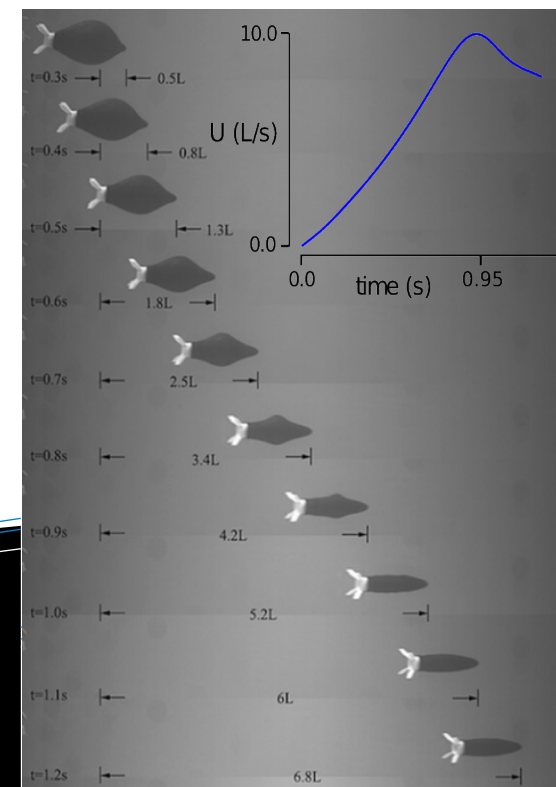 10.0
t=0.3s 0.5L
U (L/s)
t=0.4s 0.8L
t=0.5s 1.3L
0.0
0.0 0.95
time (s)
t=0.6s 1.8L
t=0.7s 2.5L
t=0.8s 3.4L
t=0.9s 4.2L
t=1.0s 5.2L
t=1.1s 6L
t=1.2s 6.8L